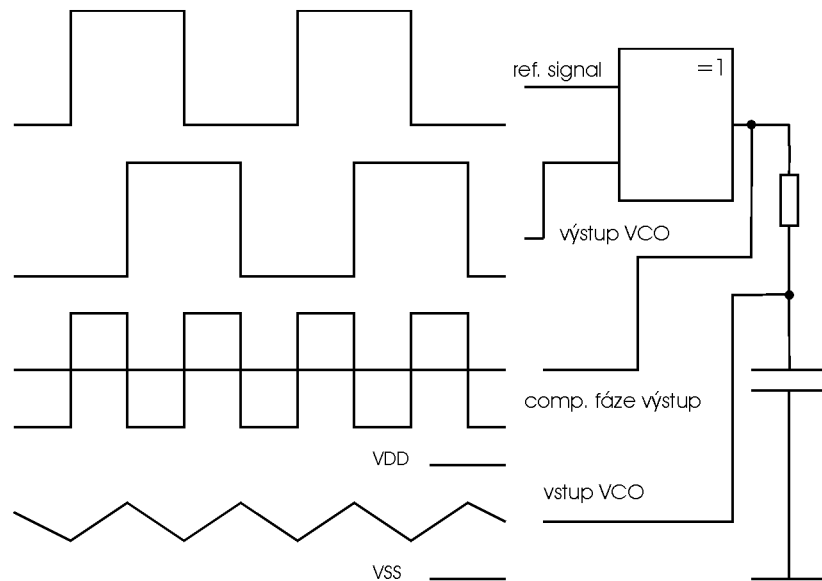 ref. signal
=1
výstup VCO
comp. fáze výstup
VDD
vstup VCO
VSS